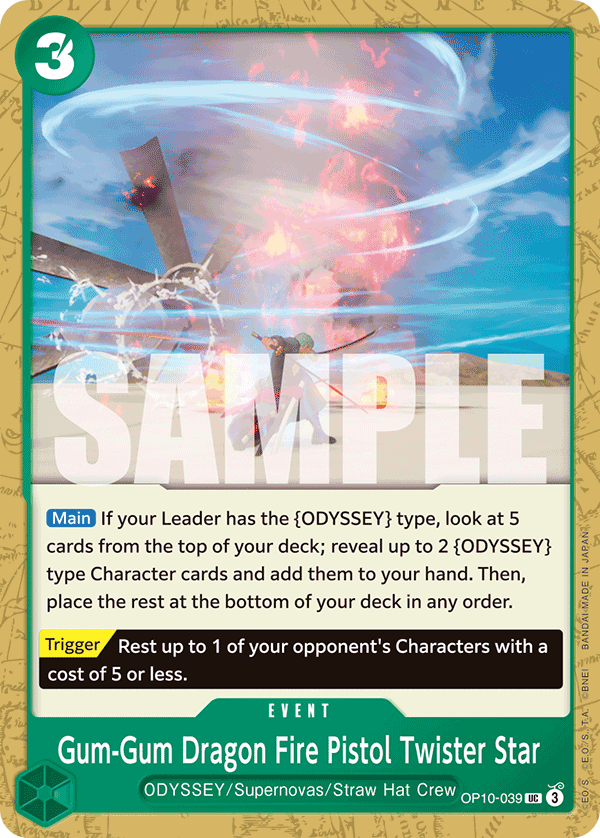 3
SAMPLE
Main If your Leader has the {ODYSSEY} type, look at 5
cards from the top of your deck; reveal up to 2 {ODYSSEY}
type Character cards and add them to your hand. Then,
place the rest at the bottom of your deck in any order.
Trigger Rest up to 1 of your opponent's Characters with a
cost of 5 or less.
EVENT
Gum-Gum Dragon Fire Pistol Twister Star
ODYSSEY/Supernovas/Straw Hat Crew
OP10-039 UC 3
©E.O./S. ©E.O./S.,T.A. ©BNEI BANDAI MADE IN JAPAN